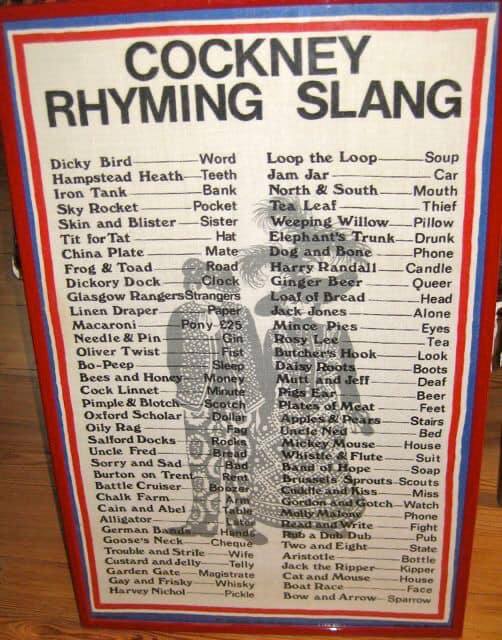 COCKNEY
RHYMING SLANG
Dicky Bird—Word
Hampstead Heath—Teeth
Iron Tank—Bank
Sky Rocket—Pocket
Skin and Blister—Sister
Tit for Tat—Hat
China Plate—Mate
Frog & Toad—Road
Dickory Dock—Clock
Glasgow Rangers Strangers
Linen Draper—Paper
Macaroni—Pony £25
Needle & Pin—Gin
Oliver Twist—Fist
Bo-Peep—Sleep
Bees and Honey—Money
Cock Linnet—Minute
Pimple & Blotch—Scotch
Oxford Scholar—Dollar
Oily Rag—Fag
Salford Docks—Rocks
Uncle Fred—Bread
Sorry and Sad—Bad
Burton on Trent—Rent
Battle Cruiser—Boozer
Chalk Farm—Arm
Cain and Abel—Table
Alligator—Later
German Bands—Hands
Goose's Neck—Cheque
Trouble and Strife—Wife
Custard and Jelly—Telly
Garden Gate—Magistrate
Gay and Frisky—Whisky
Harvey Nichol—Pickle
Loop the Loop—Soup
Jam Jar—Car
North & South—Mouth
Tea Leaf—Thief
Weeping Willow—Pillow
Elephant's Trunk—Drunk
Dog and Bone—Phone
Harry Randall—Candle
Ginger Beer—Queer
Loaf of Bread—Head
Jack Jones—Alone
Mince Pies—Eyes
Rosy Lee—Tea
Butcher's Hook—Look
Daisy Roots—Boots
Mutt and Jeff—Deaf
Pigs Ear—Beer
Plates of Meat—Feet
Apples & Pears—Stairs
Uncle Ned—Bed
Mickey Mouse—House
Whistle & Flute—Suit
Band of Hope—Soap
Brussels Sprouts—Scouts
Cuddle and Kiss—Miss
Gordon and Gotch—Watch
Molly Malone—Phone
Read and Write—Fight
Rub a Dub Dub—Pub
Two and Eight—State
Aristotle—Bottle
Jack the Ripper—Kipper
Cat and Mouse—House
Boat Race—Face
Bow and Arrow—Sparrow